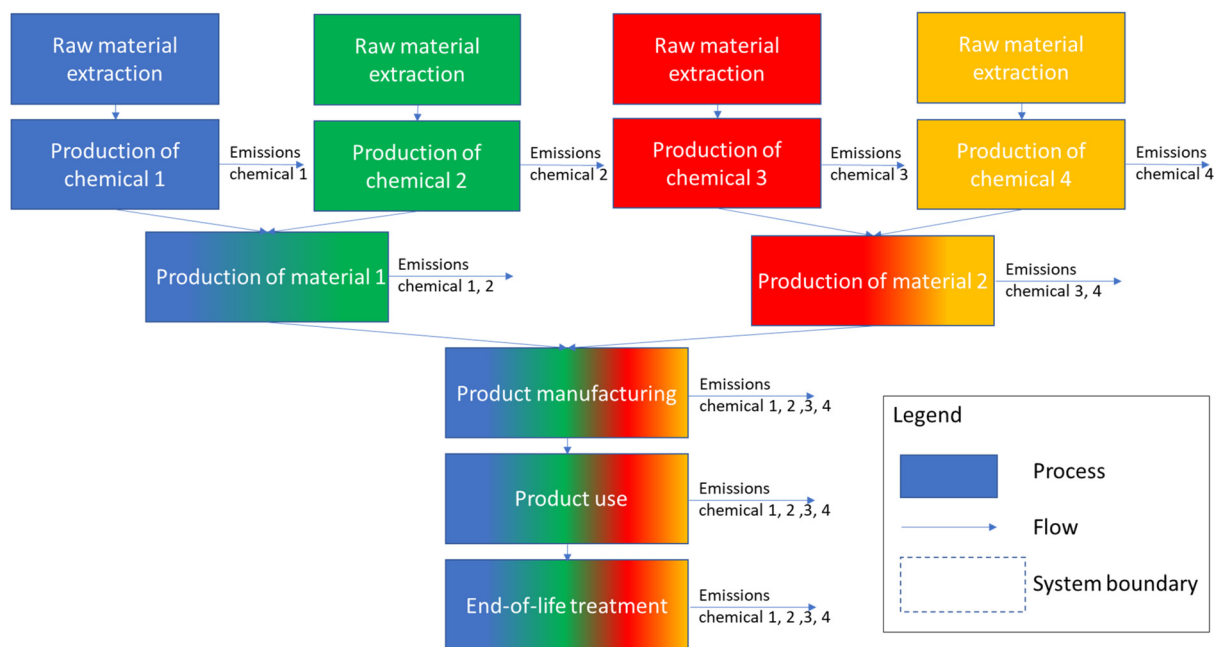 Raw material
extraction
Raw material
extraction
Raw material
extraction
Raw material
extraction
Production of
chemical 1
Emissions
chemical 1
Production of
chemical 2
Emissions
chemical 2
Production of
chemical 3
Emissions
chemical 3
Production of
chemical 4
Emissions
chemical 4
Production of material 1
Emissions
chemical 1, 2
Production of material 2
Emissions
chemical 3, 4
Product manufacturing
Emissions
chemical 1, 2 ,3, 4
Product use
Emissions
chemical 1, 2 ,3, 4
End-of-life treatment
Emissions
chemical 1, 2 ,3, 4
Legend
Process
Flow
System boundary